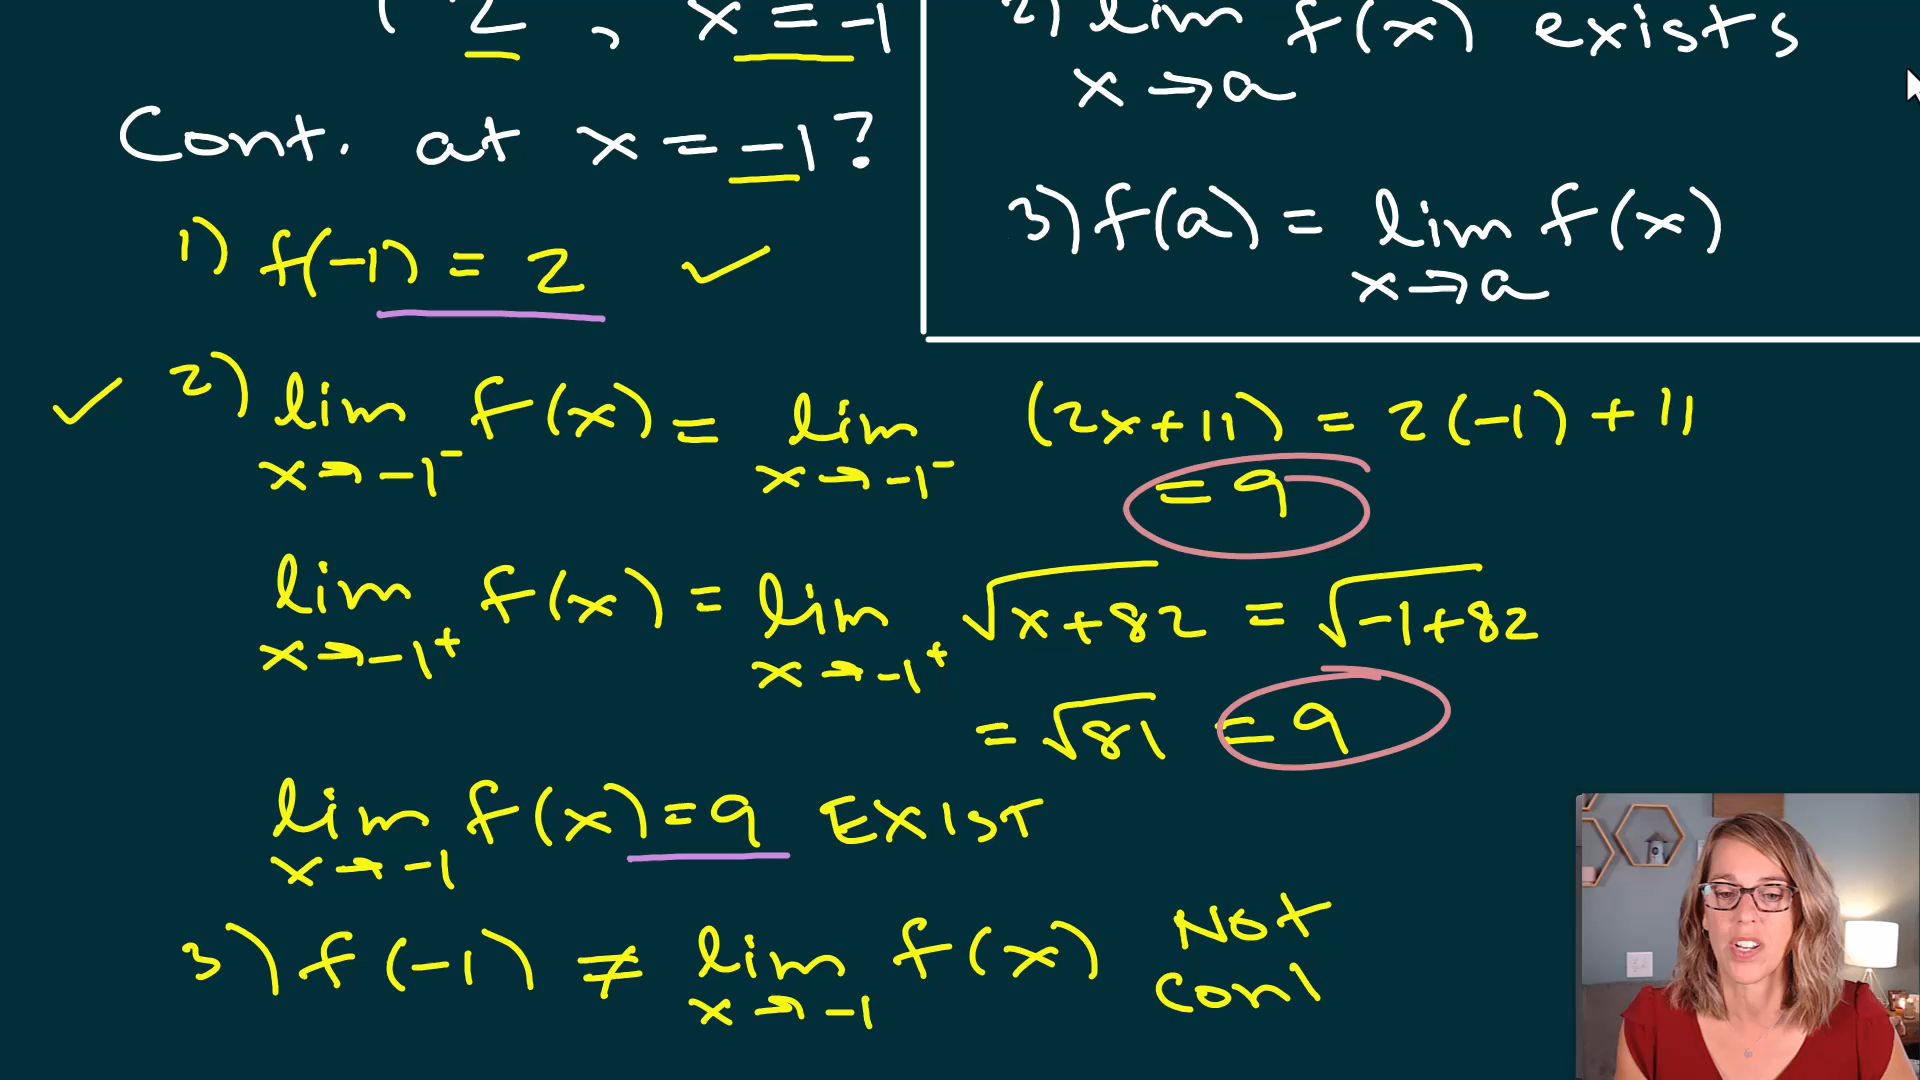 2 , x = -1
Cont. at x = -1?
1) f(-1) = 2 ✓
2) lim f(x) exists
x→a
3) f(a) = lim f(x)
x→a
✓ 2) lim f(x) = lim (2x+11) = 2(-1) + 11
x→-1⁻ x→-1⁻
= 9
lim f(x) = lim √x+82 = √-1+82
x→-1⁺ x→-1⁺
= √81 = 9
lim f(x) = 9 EXIST
x→-1
3) f(-1) ≠ lim f(x) Not
x→-1 cont